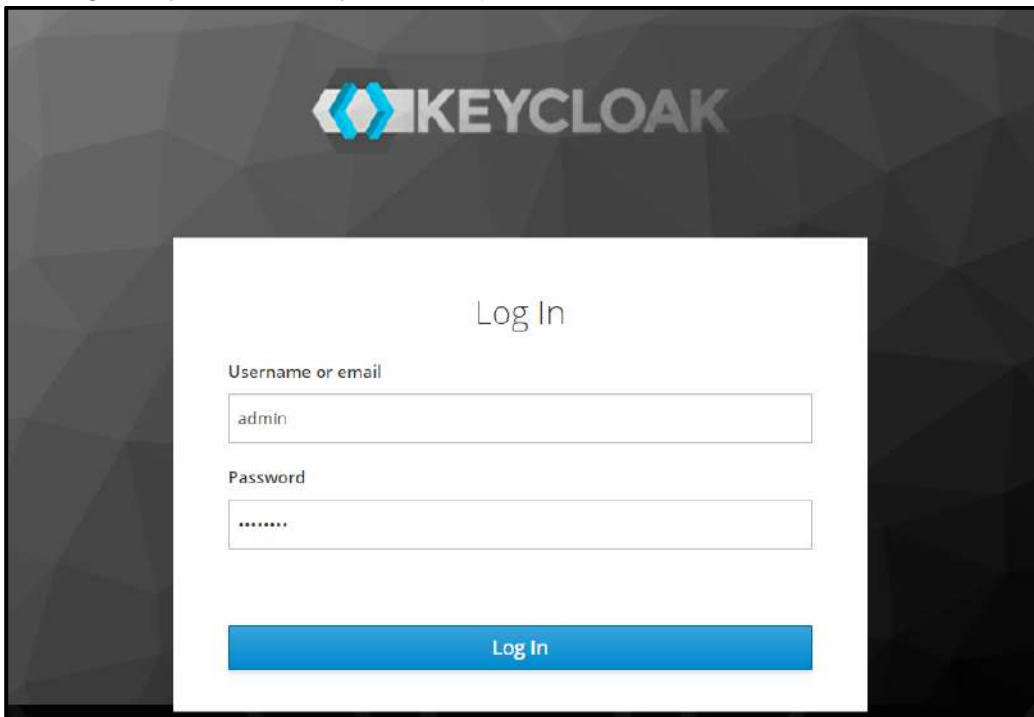 KEYCLOAK
Log In
Username or email
admin
Password
••••••••
Log In